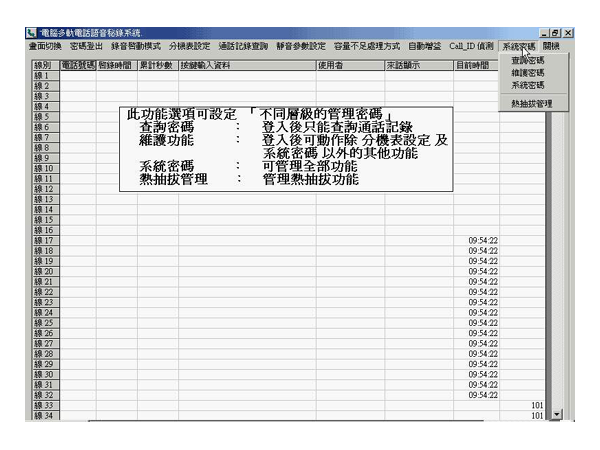 電腦多軌電話語音秘錄系統
畫面切換 密碼登出 錄音啟動模式 分機表設定 通話記錄查詢 靜音參數設定 容量不足處理方式 自動增益 Call_ID 偵測 系統密碼 關機
查詢密碼
維護密碼
系統密碼
熱抽拔管理
線別 電話號碼 啟錄時間 累計秒數 按鍵輸入資料 使用者 來話顯示 目前時間
此功能選項可設定 「不同層級的管理密碼」
查詢密碼 : 登入後只能查詢通話記錄
維護功能 : 登入後可動作除 分機表設定 及
系統密碼 以外的其他功能
系統密碼 : 可管理全部功能
熱抽拔管理 : 管理熱抽拔功能
線 1
線 2
線 3
線 4
線 5
線 6
線 7
線 8
線 9
線 10
線 11
線 12
線 13
線 14
線 15
線 16
線 17 09:54:22
線 18 09:54:22
線 19 09:54:22
線 20 09:54:22
線 21 09:54:22
線 22 09:54:22
線 23 09:54:22
線 24 09:54:22
線 25 09:54:22
線 26 09:54:22
線 27 09:54:22
線 28 09:54:22
線 29 09:54:22
線 30 09:54:22
線 31 09:54:22
線 32 09:54:22
線 33 101
線 34 101